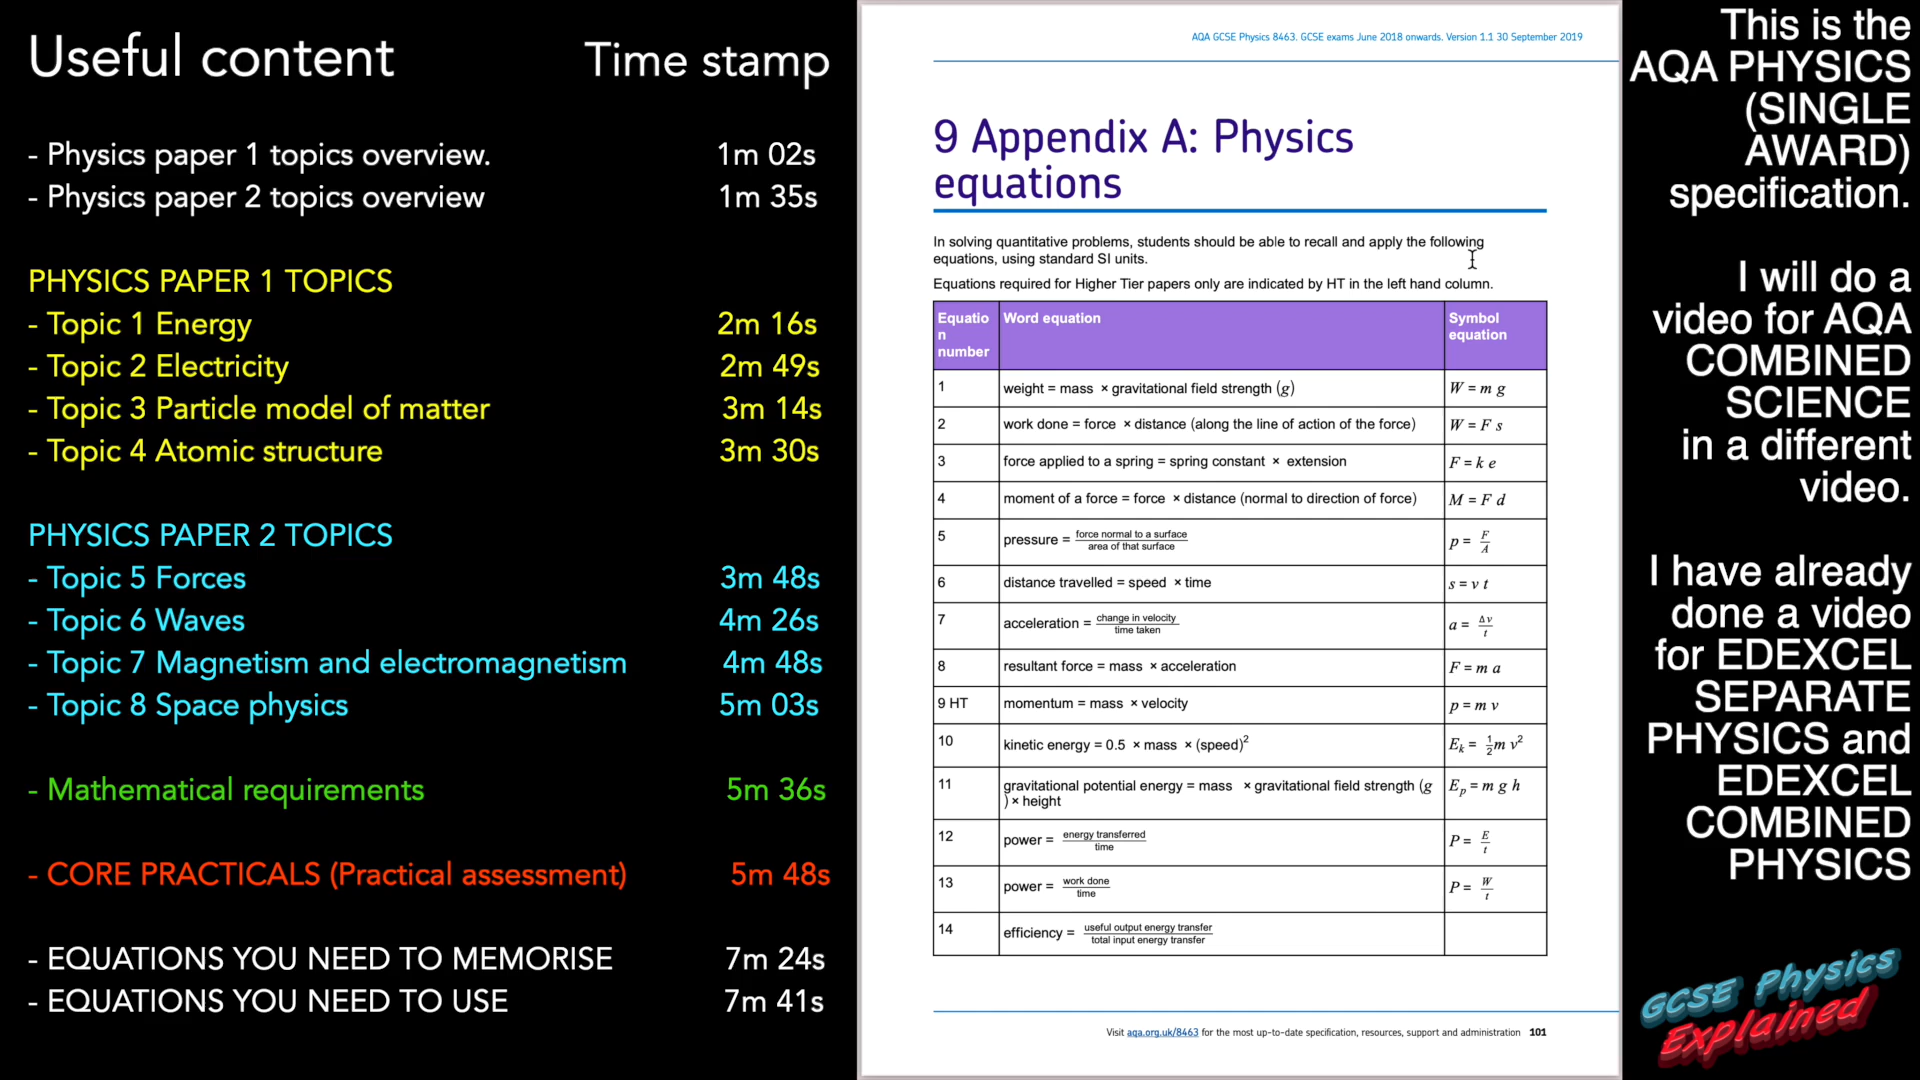 Useful content Time stamp
- Physics paper 1 topics overview. 1m 02s
- Physics paper 2 topics overview 1m 35s
PHYSICS PAPER 1 TOPICS
- Topic 1 Energy 2m 16s
- Topic 2 Electricity 2m 49s
- Topic 3 Particle model of matter 3m 14s
- Topic 4 Atomic structure 3m 30s
PHYSICS PAPER 2 TOPICS
- Topic 5 Forces 3m 48s
- Topic 6 Waves 4m 26s
- Topic 7 Magnetism and electromagnetism 4m 48s
- Topic 8 Space physics 5m 03s
- Mathematical requirements 5m 36s
- CORE PRACTICALS (Practical assessment) 5m 48s
- EQUATIONS YOU NEED TO MEMORISE 7m 24s
- EQUATIONS YOU NEED TO USE 7m 41s
AQA GCSE Physics 8463. GCSE exams June 2018 onwards. Version 1.1 30 September 2019
9 Appendix A: Physics
equations
In solving quantitative problems, students should be able to recall and apply the following
equations, using standard SI units.
Equations required for Higher Tier papers only are indicated by HT in the left hand column.
Equatio
n
number
Word equation
Symbol
equation
1 weight = mass × gravitational field strength (g) W = m g
2 work done = force × distance (along the line of action of the force) W = F s
3 force applied to a spring = spring constant × extension F = k e
4 moment of a force = force × distance (normal to direction of force) M = F d
5 pressure = force normal to a surface / area of that surface p = F / A
6 distance travelled = speed × time s = v t
7 acceleration = change in velocity / time taken a = Δ v / t
8 resultant force = mass × acceleration F = m a
9 HT momentum = mass × velocity p = m v
10 kinetic energy = 0.5 × mass × (speed)² Eₖ = ½ m v²
11 gravitational potential energy = mass × gravitational field strength (g
) × height Eₚ = m g h
12 power = energy transferred / time P = E / t
13 power = work done / time P = W / t
14 efficiency = useful output energy transfer / total input energy transfer
Visit aqa.org.uk/8463 for the most up-to-date specification, resources, support and administration 101
This is the
AQA PHYSICS
(SINGLE
AWARD)
specification.
I will do a
video for AQA
COMBINED
SCIENCE
in a different
video.
I have already
done a video
for EDEXCEL
SEPARATE
PHYSICS and
EDEXCEL
COMBINED
PHYSICS
GCSE Physics
Explained